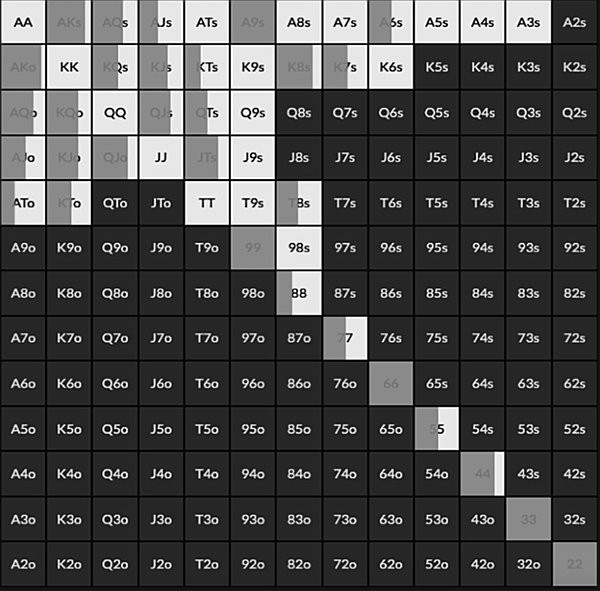 AA AKs AQs AJs ATs A9s A8s A7s A6s A5s A4s A3s A2s
AKo KK KQs KJs KTs K9s K8s K7s K6s K5s K4s K3s K2s
AQo KQo QQ QJs QTs Q9s Q8s Q7s Q6s Q5s Q4s Q3s Q2s
AJo KJo QJo JJ JTs J9s J8s J7s J6s J5s J4s J3s J2s
ATo KTo QTo JTo TT T9s T8s T7s T6s T5s T4s T3s T2s
A9o K9o Q9o J9o T9o 99 98s 97s 96s 95s 94s 93s 92s
A8o K8o Q8o J8o T8o 98o 88 87s 86s 85s 84s 83s 82s
A7o K7o Q7o J7o T7o 97o 87o 77 76s 75s 74s 73s 72s
A6o K6o Q6o J6o T6o 96o 86o 76o 66 65s 64s 63s 62s
A5o K5o Q5o J5o T5o 95o 85o 75o 65o 55 54s 53s 52s
A4o K4o Q4o J4o T4o 94o 84o 74o 64o 54o 44 43s 42s
A3o K3o Q3o J3o T3o 93o 83o 73o 63o 53o 43o 33 32s
A2o K2o Q2o J2o T2o 92o 82o 72o 62o 52o 42o 32o 22